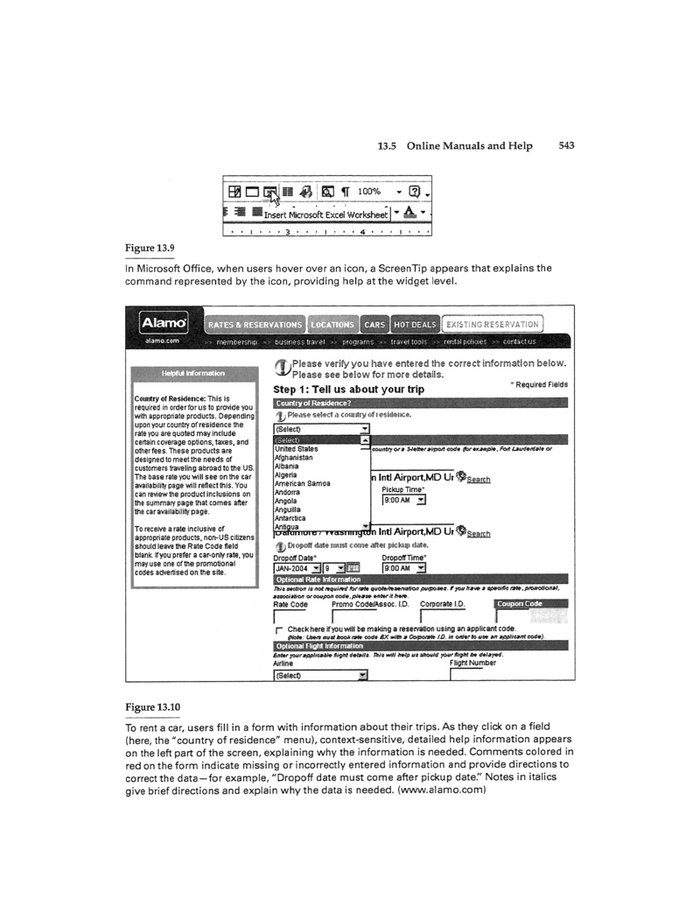 13.5 Online Manuals and Help 543
100%
Insert Microsoft Excel Worksheet
3 4
Figure 13.9
In Microsoft Office, when users hover over an icon, a ScreenTip appears that explains the
command represented by the icon, providing help at the widget level.
Alamo
alamo.com
RATES & RESERVATIONS LOCATIONS CARS HOT DEALS EXISTING RESERVATION
>> membership >> business travel >> programs >> travel tools >> rental policies >> contact us
Helpful Information
Country of Residence: This is
required in order for us to provide you
with appropriate products. Depending
upon your country of residence the
rate you are quoted may include
certain coverage options, taxes, and
other fees. These products are
designed to meet the needs of
customers traveling abroad to the US.
The base rate you will see on the car
availability page will reflect this. You
can review the product inclusions on
the summary page that comes after
the car availability page.
To receive a rate inclusive of
appropriate products, non-US citizens
should leave the Rate Code field
blank. If you prefer a car-only rate, you
may use one of the promotional
codes advertised on the site.
Please verify you have entered the correct information below.
Please see below for more details.
Step 1: Tell us about your trip * Required Fields
Country of Residence?
Please select a country of residence.
(Select)
(Select)
United States
Afghanistan
Albania
Algeria
American Samoa
Andorra
Angola
Anguilla
Antarctica
Antigua
country or a 3-letter airport code (for example, Fort Lauderdale or
n Intl Airport,MD Ur Search
Pickup Time*
9:00 AM
Baltimore / Washington Intl Airport,MD Ur Search
Dropoff date must come after pickup date.
Dropoff Date* Dropoff Time*
JAN-2004 9 9:00 AM
Optional Rate Information
This section is not required for rate quote/reservation purposes. If you have a specific rate, promotional,
association or coupon code, please enter it here.
Rate Code Promo Code/Assoc. I.D. Corporate I.D. Coupon Code
Check here if you will be making a reservation using an applicant code.
(Note: Users must book rate code BX with a Corporate I.D. in order to use an applicant code).
Optional Flight Information
Enter your applicable flight details. This will help us should your flight be delayed.
Airline Flight Number
(Select)
Figure 13.10
To rent a car, users fill in a form with information about their trips. As they click on a field
(here, the “country of residence” menu), context-sensitive, detailed help information appears
on the left part of the screen, explaining why the information is needed. Comments colored in
red on the form indicate missing or incorrectly entered information and provide directions to
correct the data—for example, “Dropoff date must come after pickup date.” Notes in italics
give brief directions and explain why the data is needed. (www.alamo.com)